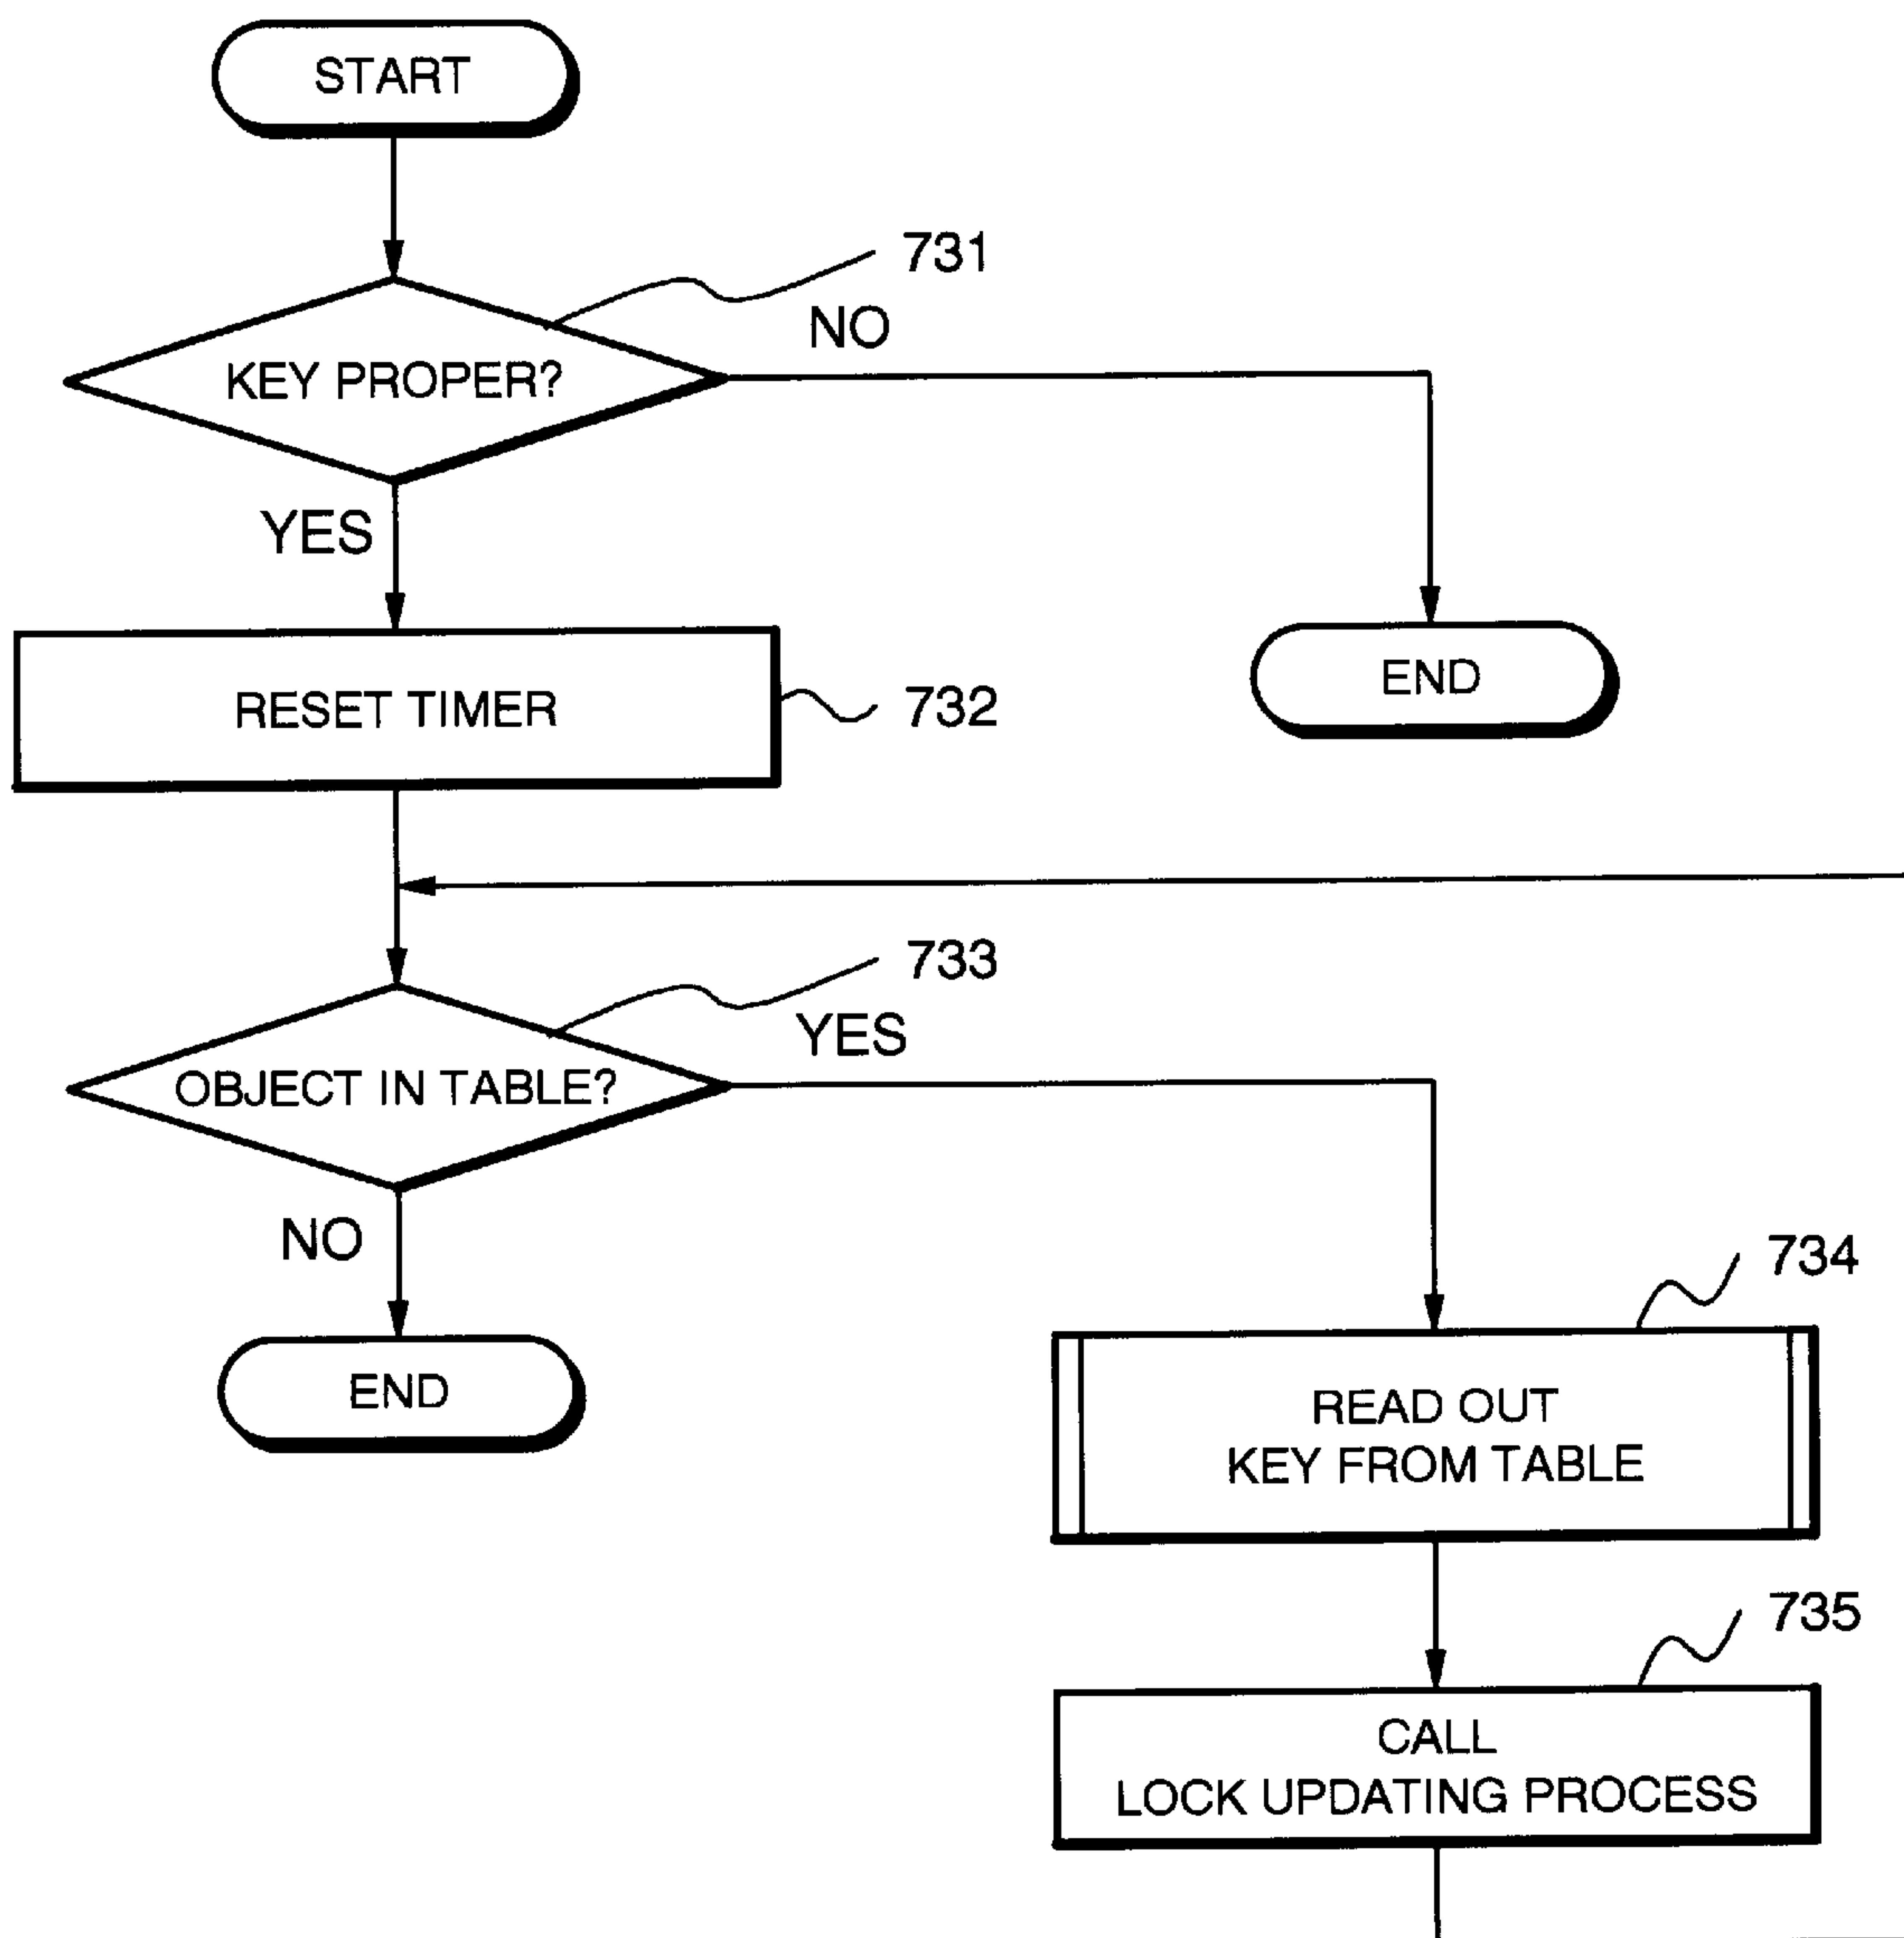 START
731
NO
KEY PROPER?
YES
END
RESET TIMER
732
733
YES
OBJECT IN TABLE?
NO
734
END
READ OUT
KEY FROM TABLE
735
CALL
LOCK UPDATING PROCESS